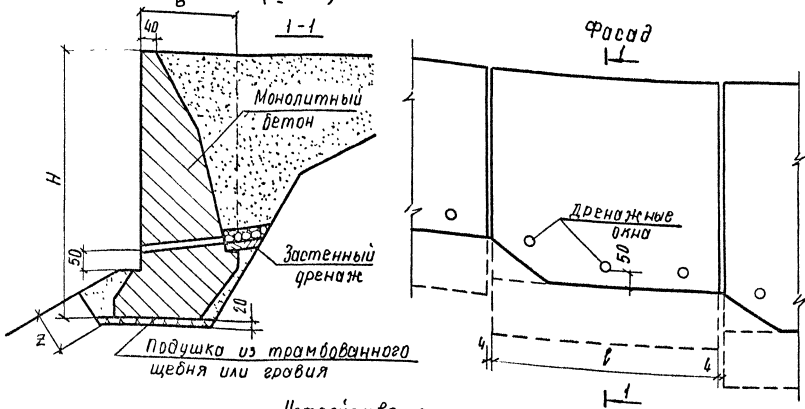 в
40
1-1
Фасад
1
Монолитный
бетон
H
50
Застенный
дренаж
20
z
Подушка из трамбованного
щебня или гравия
Дренажные
окна
50
4
l
4
1